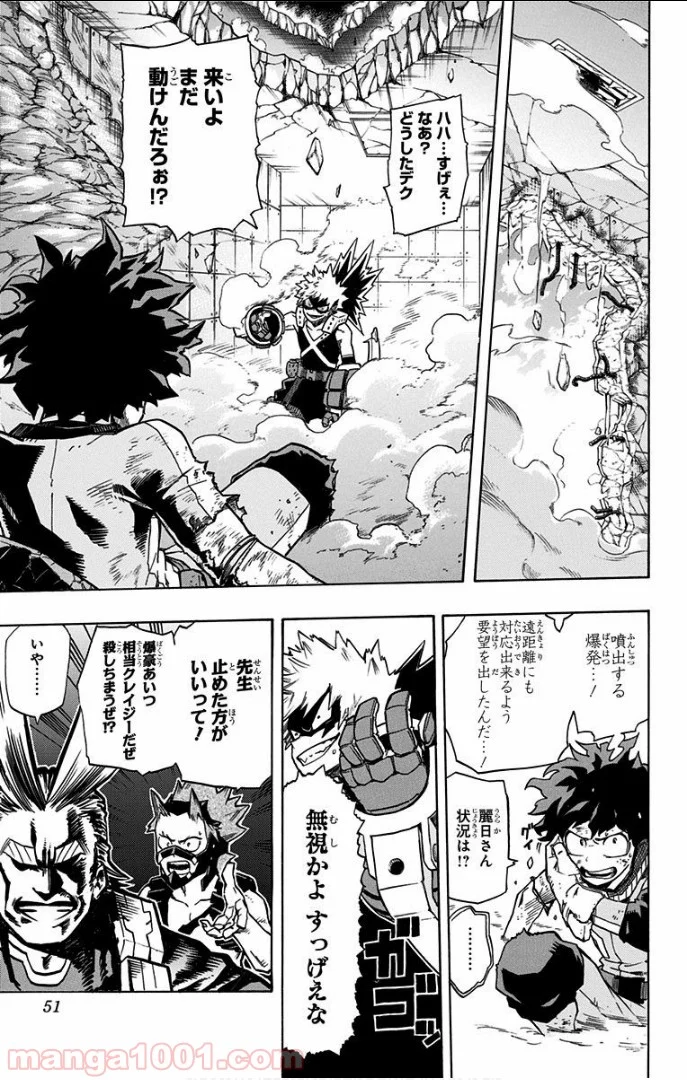 ハハ…すげぇ…
なあ?
どうしたデク
来いよ
まだ
動けんだろぉ!?
噴出する
爆発…!
遠距離にも
対応出来るよう
要望を出したんだ…!
麗日さん
状況は!?
グイ
………
無視かよ すっげえな
ガゴッ
先生
止めた方が
いいって!
爆豪あいつ
相当クレイジーだぜ
殺しちまうぜ!?
いや……
51
manga1001.com